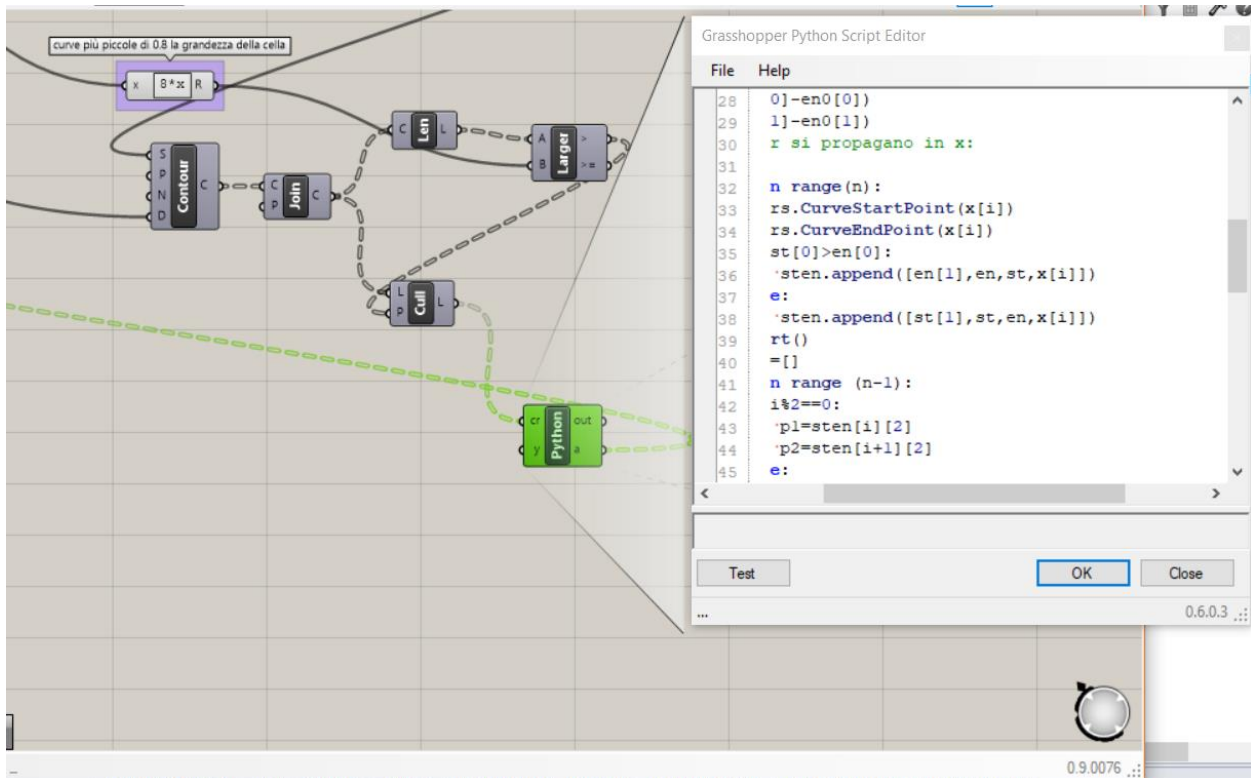 Grasshopper Python Script Editor
File Help
curve più piccole di 0.8 la grandezza della cella
x 8*x R
C Len L
A Larger >
B >=
S Contour C
P
N
D
C Join C
P
L Cull L
P
cr Python out
y a
28 0]-en0[0])
29 1]-en0[1])
30 r si propagano in x:
31
32 n range(n):
33 rs.CurveStartPoint(x[i])
34 rs.CurveEndPoint(x[i])
35 st[0]>en[0]:
36 sten.append([en[1],en,st,x[i]])
37 e:
38 sten.append([st[1],st,en,x[i]])
39 rt()
40 =[]
41 n range (n-1):
42 i%2==0:
43 p1=sten[i][2]
44 p2=sten[i+1][2]
45 e:
Test OK Close
... 0.6.0.3
0.9.0076